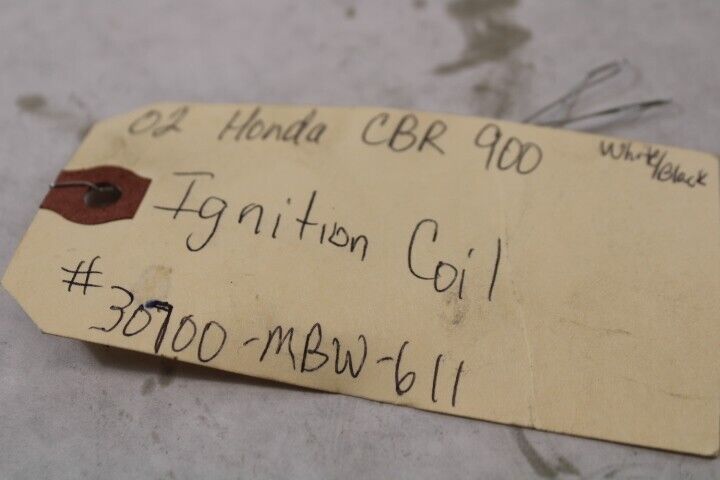 02 Honda CBR 900
White/Black
Ignition Coil
#30700-MBW-611